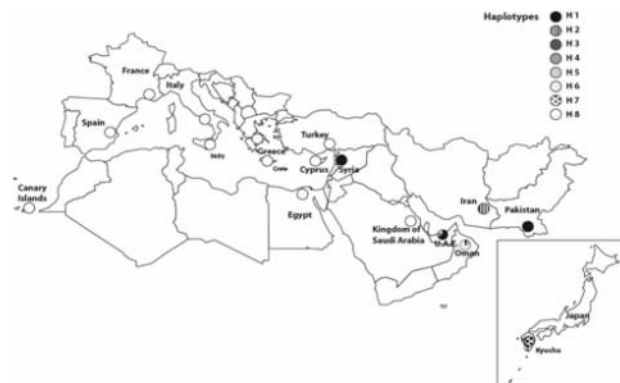 Haplotypes
H 1
H 2
H 3
H 4
H 5
H 6
H 7
H 8
France
Italy
Spain
Sicily
Greece
Crete
Turkey
Cyprus
Syria
Canary
Islands
Egypt
Iran
Pakistan
Kingdom of
Saudi Arabia
U.A.E.
Oman
Japan
Kyushu